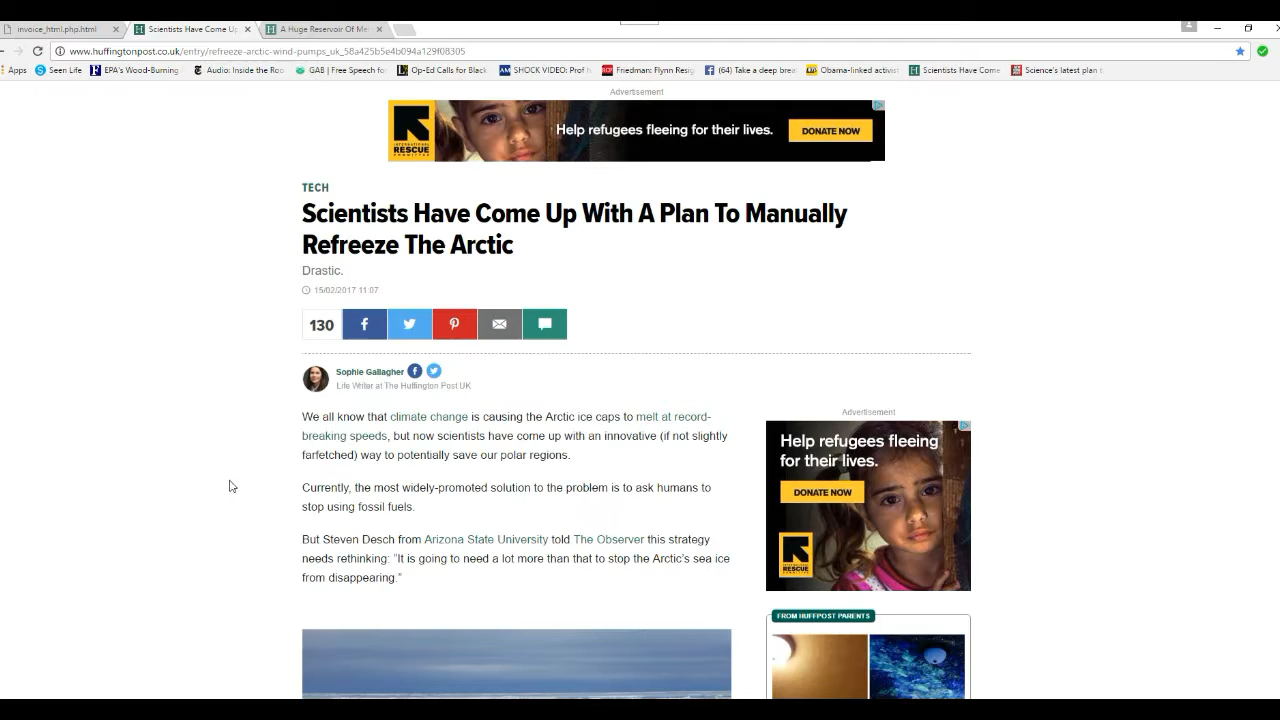 invoice_html.php.html
Scientists Have Come Up
A Huge Reservoir Of Mel
www.huffingtonpost.co.uk/entry/refreeze-arctic-wind-pumps_uk_58a425b5e4b094a129f08305
Apps Seen Life EPA's Wood-Burning Audio: Inside the Roo GAB | Free Speech fo Op-Ed Calls for Black SHOCK VIDEO: Prof h Friedman: Flynn Resig (64) Take a deep brea Obama-linked activis Scientists Have Come Science's latest plan t
Advertisement
INTERNATIONAL
RESCUE
COMMITTEE
Help refugees fleeing for their lives.
DONATE NOW
TECH
Scientists Have Come Up With A Plan To Manually
Refreeze The Arctic
Drastic.
15/02/2017 11:07
130
Sophie Gallagher
Life Writer at The Huffington Post UK
We all know that climate change is causing the Arctic ice caps to melt at record-
breaking speeds, but now scientists have come up with an innovative (if not slightly
farfetched) way to potentially save our polar regions.
Currently, the most widely-promoted solution to the problem is to ask humans to
stop using fossil fuels.
But Steven Desch from Arizona State University told The Observer this strategy
needs rethinking: “It is going to need a lot more than that to stop the Arctic’s sea ice
from disappearing.”
Advertisement
Help refugees fleeing
for their lives.
DONATE NOW
INTERNATIONAL
RESCUE
COMMITTEE
FROM HUFFPOST PARENTS